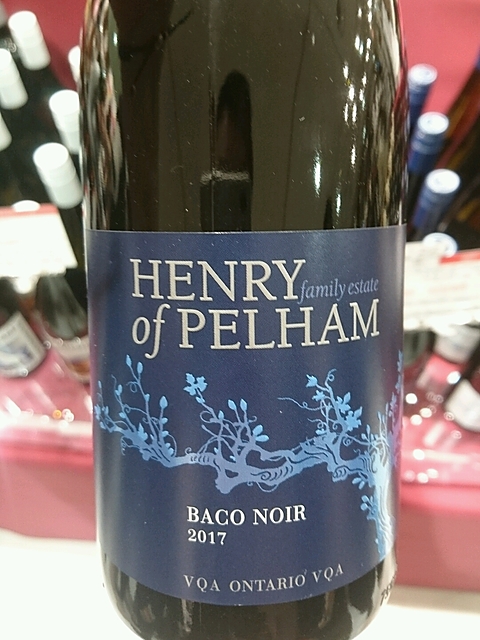 HENRY
family estate
of PELHAM
BACO NOIR
2017
VQA ONTARIO VQA